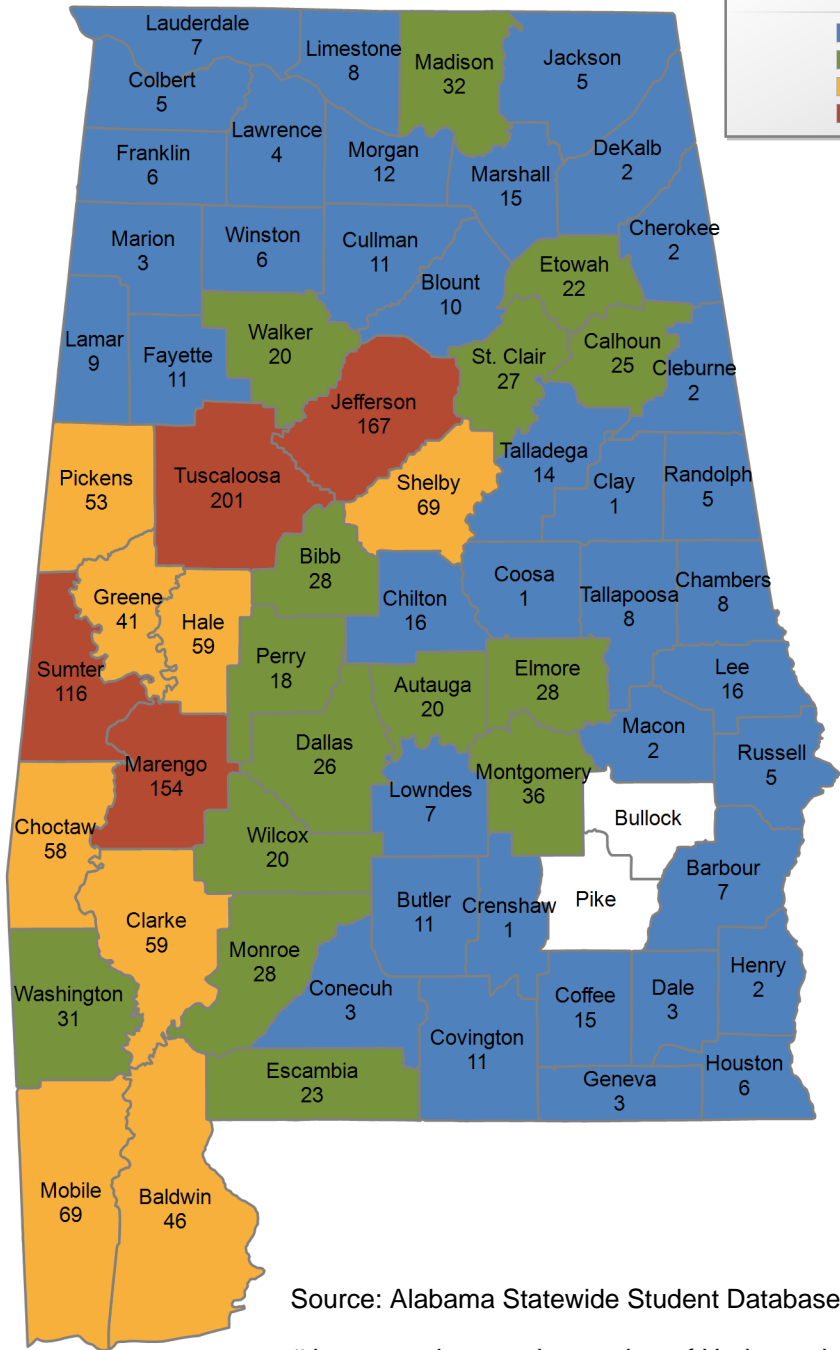 Lauderdale
7
Limestone
8
Madison
32
Jackson
5
Colbert
5
Lawrence
4
Franklin
6
Morgan
12
Marshall
15
DeKalb
2
Marion
3
Winston
6
Cullman
11
Blount
10
Etowah
22
Cherokee
2
Lamar
9
Fayette
11
Walker
20
St. Clair
27
Calhoun
25
Cleburne
2
Jefferson
167
Pickens
53
Tuscaloosa
201
Shelby
69
Talladega
14
Clay
1
Randolph
5
Greene
41
Hale
59
Bibb
28
Chilton
16
Coosa
1
Tallapoosa
8
Chambers
8
Sumter
116
Perry
18
Autauga
20
Elmore
28
Lee
16
Marengo
154
Dallas
26
Lowndes
7
Montgomery
36
Macon
2
Russell
5
Choctaw
58
Wilcox
20
Bullock
Clarke
59
Monroe
28
Butler
11
Crenshaw
1
Pike
Barbour
7
Washington
31
Conecuh
3
Covington
11
Coffee
15
Dale
3
Henry
2
Escambia
23
Geneva
3
Houston
6
Mobile
69
Baldwin
46
Source: Alabama Statewide Student Database